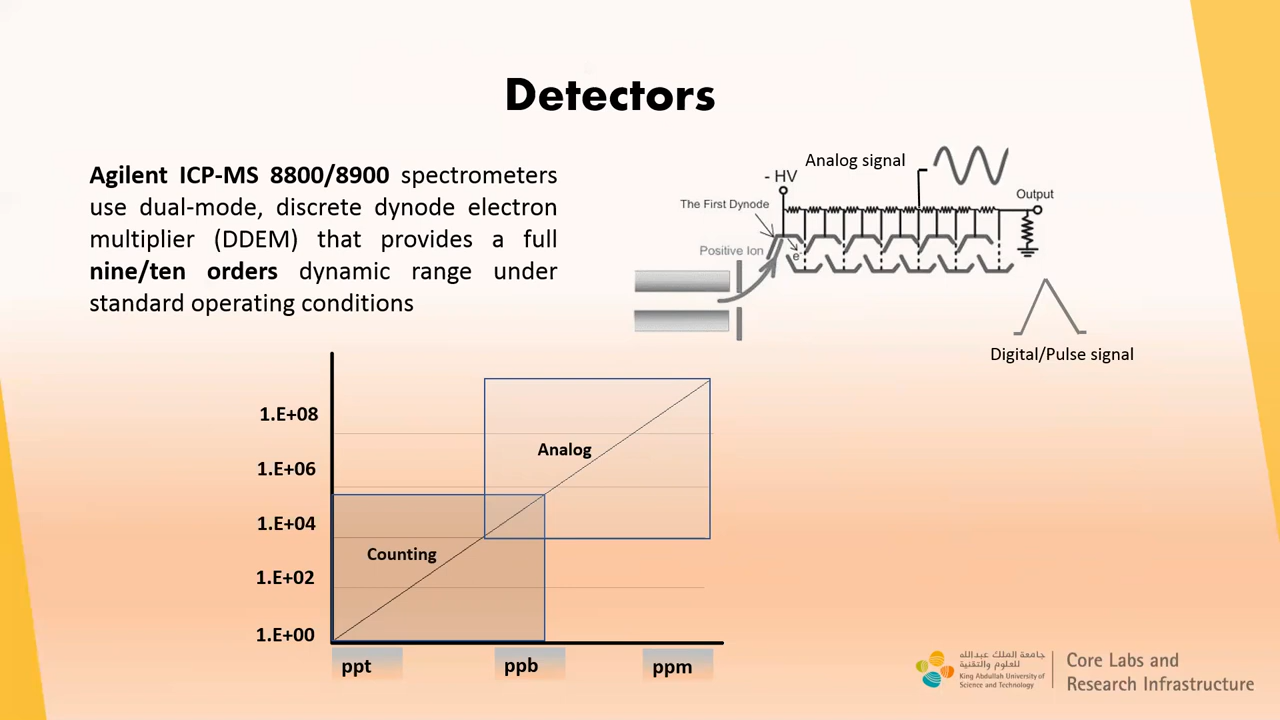 Detectors
Agilent ICP-MS 8800/8900 spectrometers
use dual-mode, discrete dynode electron
multiplier (DDEM) that provides a full
nine/ten orders dynamic range under
standard operating conditions
Analog signal
- HV
Output
The First Dynode
Positive Ion
e-
Digital/Pulse signal
1.E+08
1.E+06
1.E+04
1.E+02
1.E+00
Analog
Counting
ppt
ppb
ppm
جامعة الملك عبدالله
للعلوم والتقنية
King Abdullah University of
Science and Technology
Core Labs and
Research Infrastructure